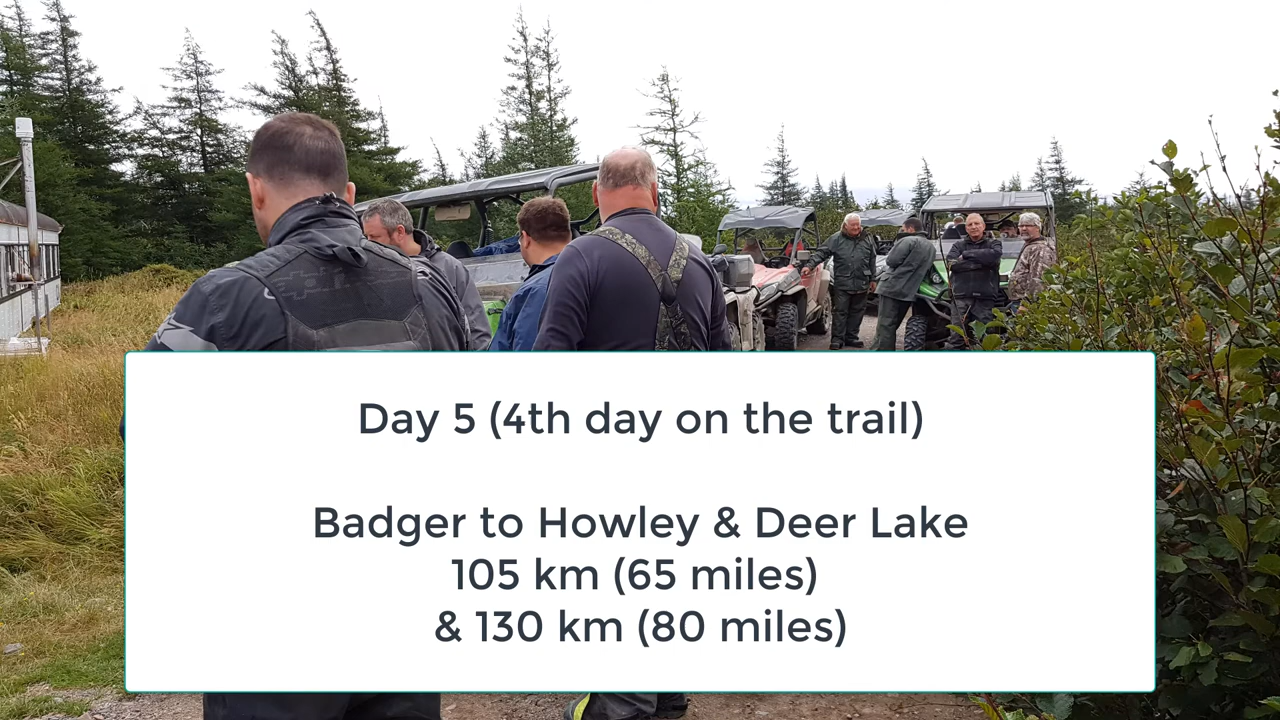 Day 5 (4th day on the trail)
Badger to Howley & Deer Lake
105 km (65 miles)
& 130 km (80 miles)